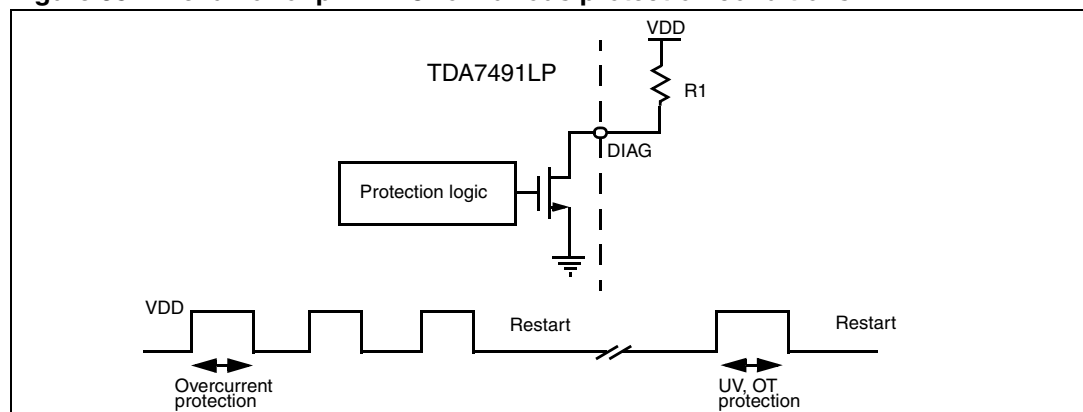 VDD
TDA7491LP
R1
DIAG
Protection logic
VDD
Restart
Restart
Overcurrent
protection
UV, OT
protection